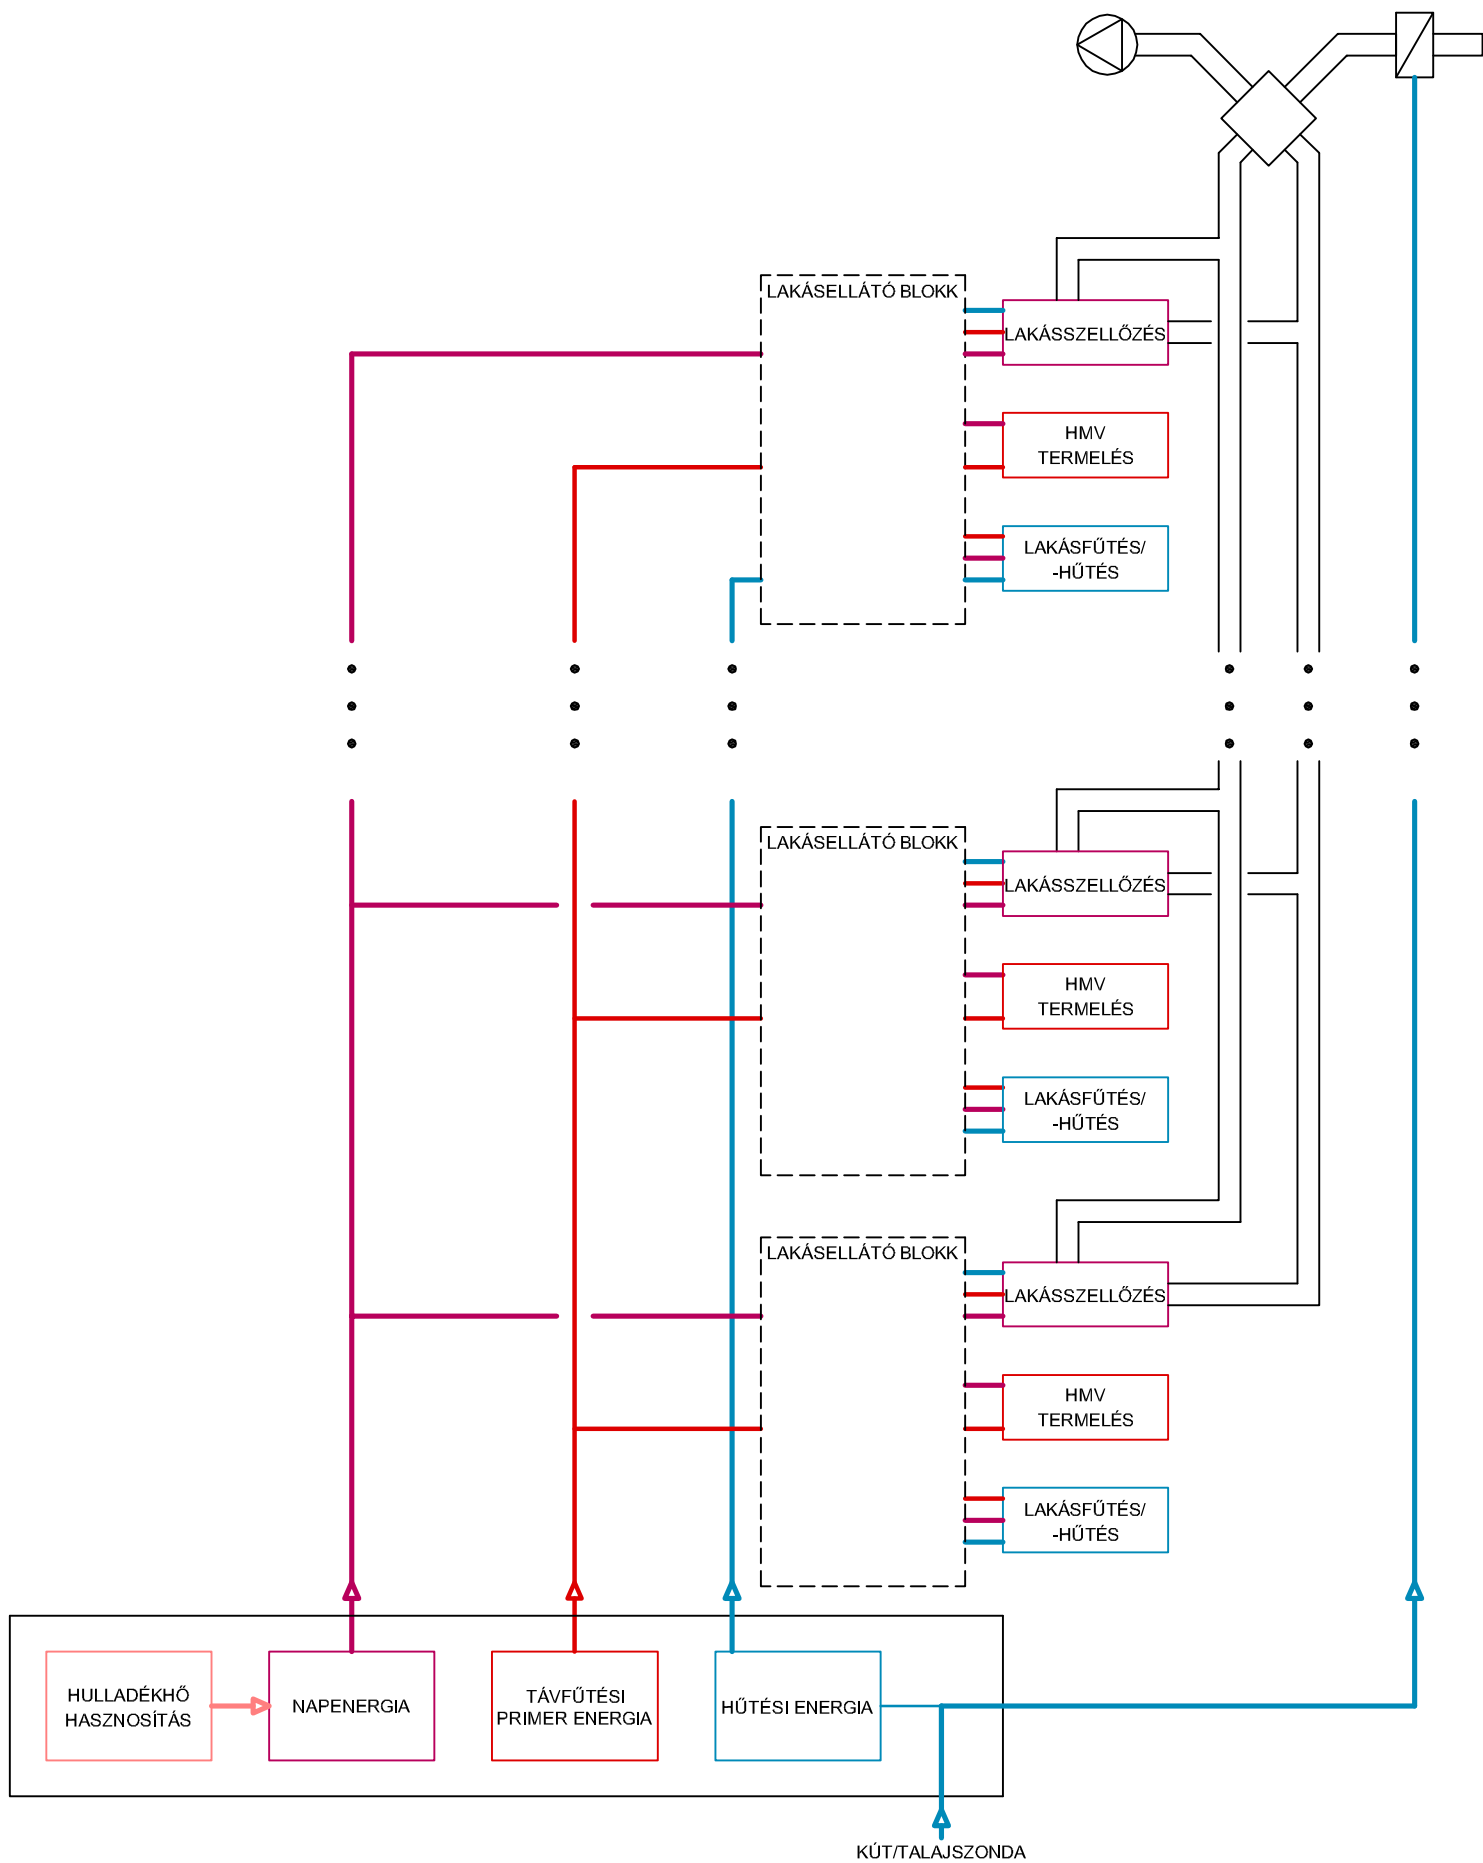 LAKÁSELLÁTÓ BLOKK
LAKÁSSZELLŐZÉS
HMV
TERMELÉS
LAKÁSFŰTÉS/
-HŰTÉS
LAKÁSELLÁTÓ BLOKK
LAKÁSSZELLŐZÉS
HMV
TERMELÉS
LAKÁSFŰTÉS/
-HŰTÉS
LAKÁSELLÁTÓ BLOKK
LAKÁSSZELLŐZÉS
HMV
TERMELÉS
LAKÁSFŰTÉS/
-HŰTÉS
HULLADÉKHŐ
HASZNOSÍTÁS
NAPENERGIA
TÁVFŰTÉSI
PRIMER ENERGIA
HŰTÉSI ENERGIA
KÚT/TALAJSZONDA